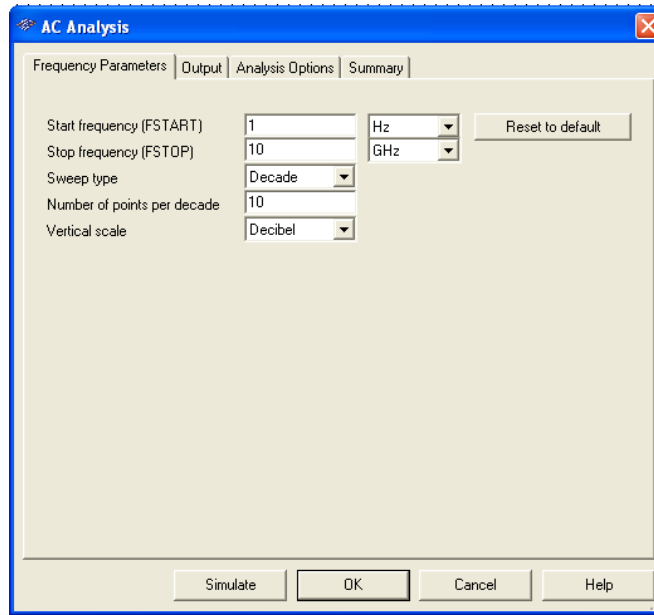 AC Analysis
Frequency Parameters Output Analysis Options Summary
Start frequency (FSTART) 1 Hz Reset to default
Stop frequency (FSTOP) 10 GHz
Sweep type Decade
Number of points per decade 10
Vertical scale Decibel
Simulate OK Cancel Help